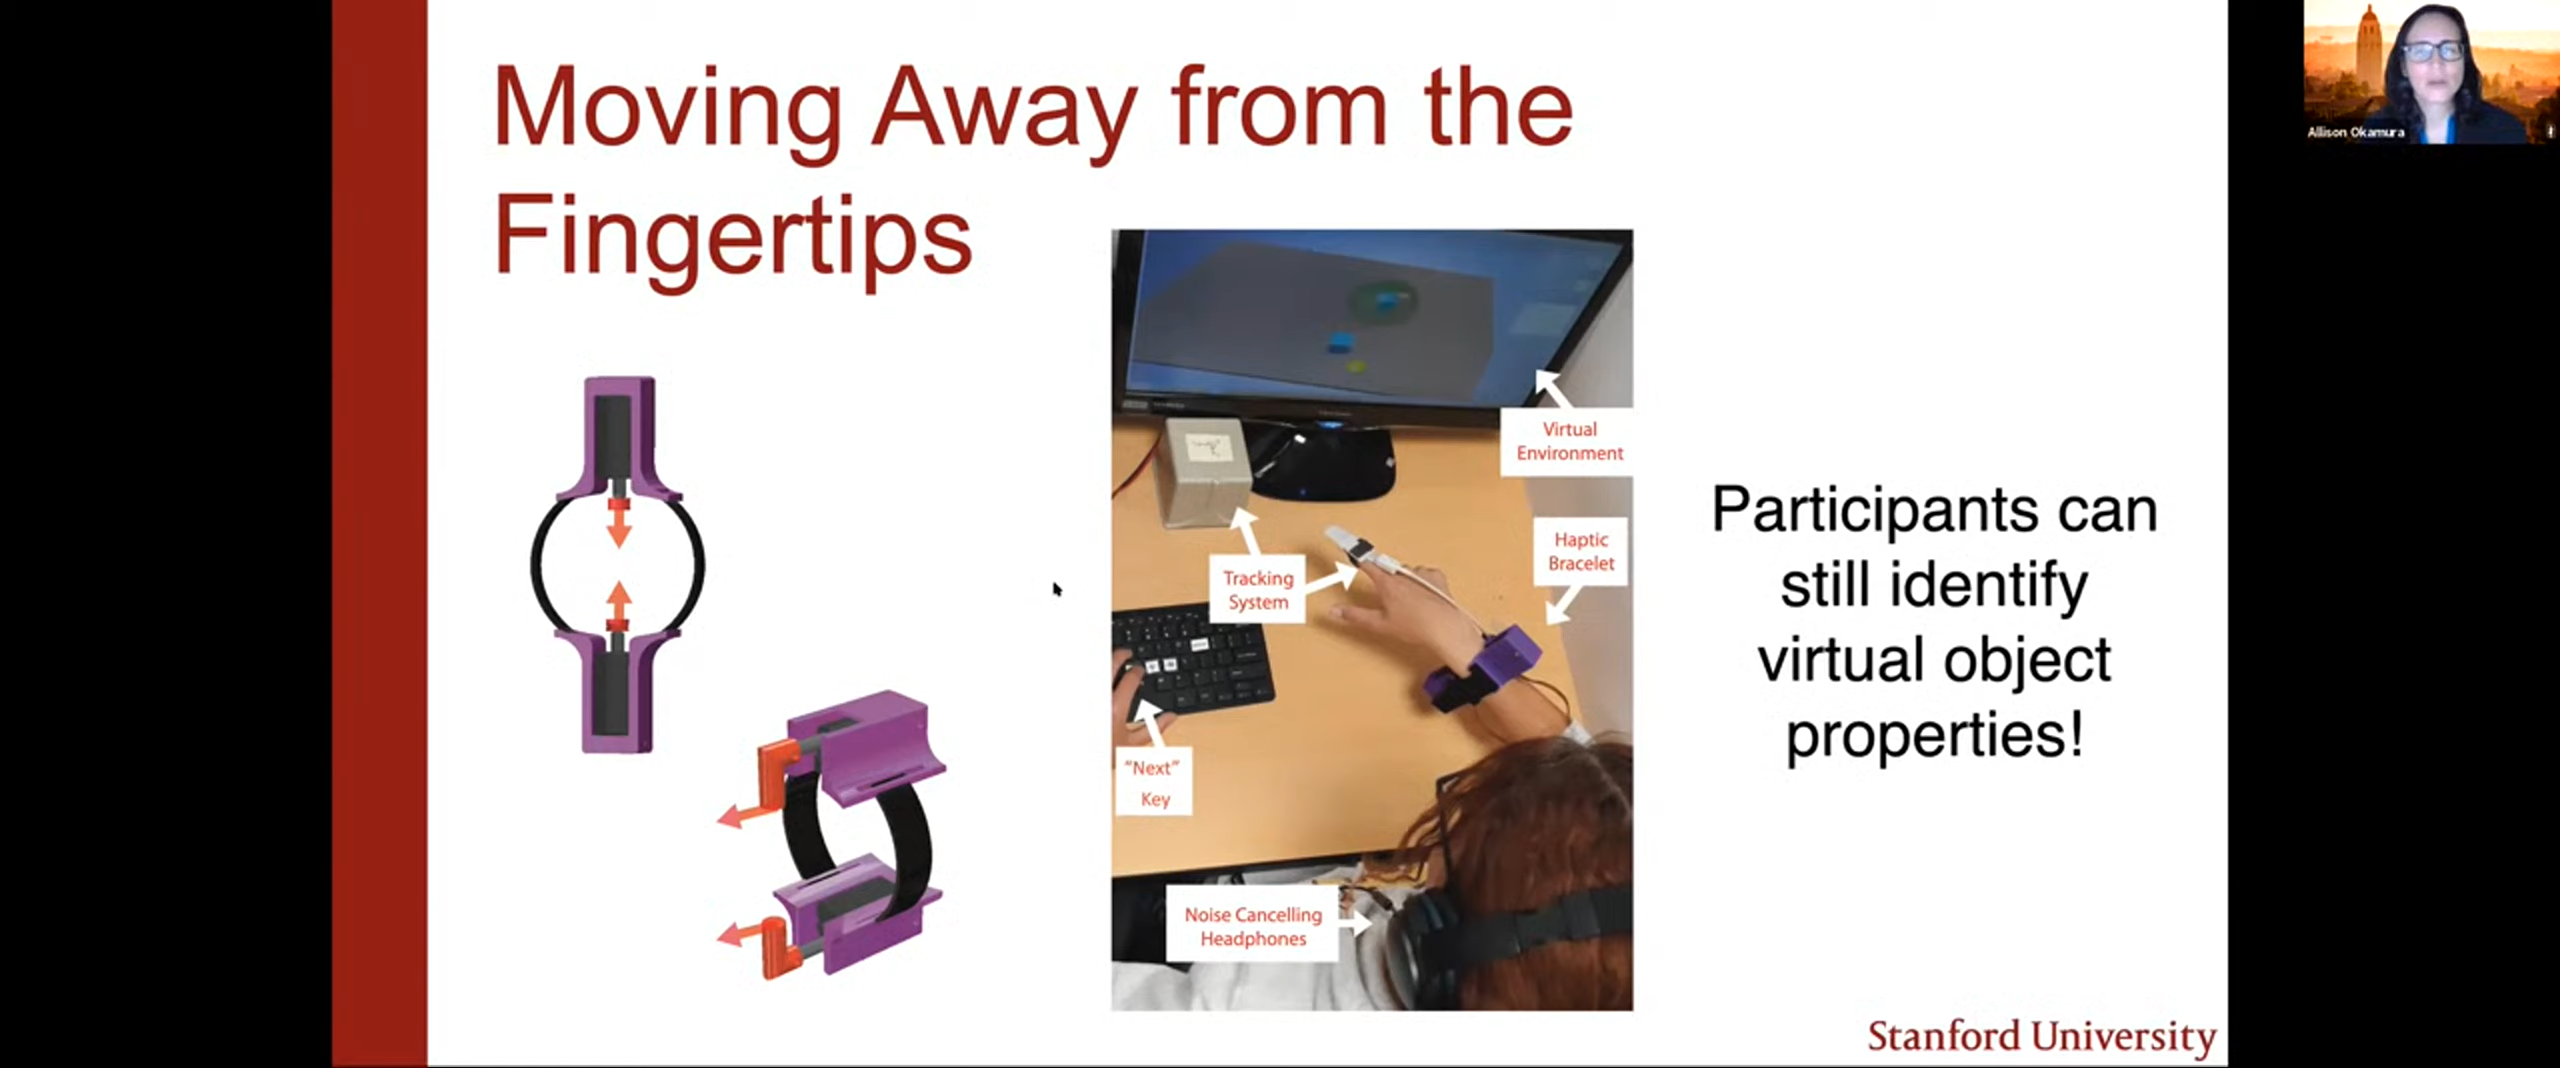 Moving Away from the
Fingertips
Allison Okamura
Virtual
Environment
Haptic
Bracelet
Tracking
System
"Next"
Key
Noise Cancelling
Headphones
Participants can
still identify
virtual object
properties!
Stanford University